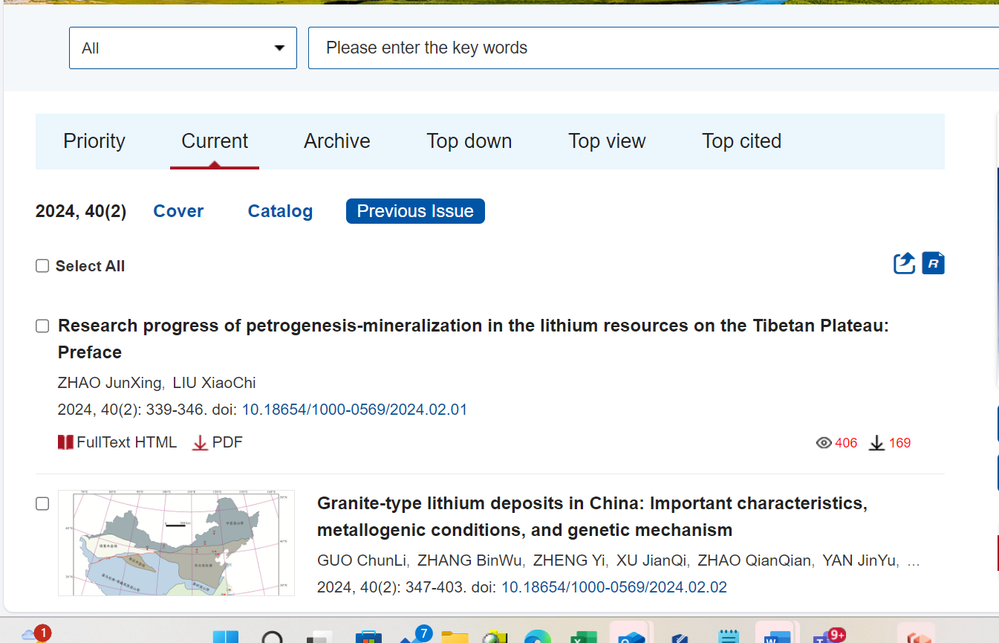 All
Please enter the key words
Priority Current Archive Top down Top view Top cited
2024, 40(2) Cover Catalog Previous Issue
Select All
R
Research progress of petrogenesis-mineralization in the lithium resources on the Tibetan Plateau:
Preface
ZHAO JunXing, LIU XiaoChi
2024, 40(2): 339-346. doi: 10.18654/1000-0569/2024.02.01
FullText HTML PDF 406 169
Granite-type lithium deposits in China: Important characteristics,
metallogenic conditions, and genetic mechanism
GUO ChunLi, ZHANG BinWu, ZHENG Yi, XU JianQi, ZHAO QianQian, YAN JinYu, ...
2024, 40(2): 347-403. doi: 10.18654/1000-0569/2024.02.02
1 7 9+